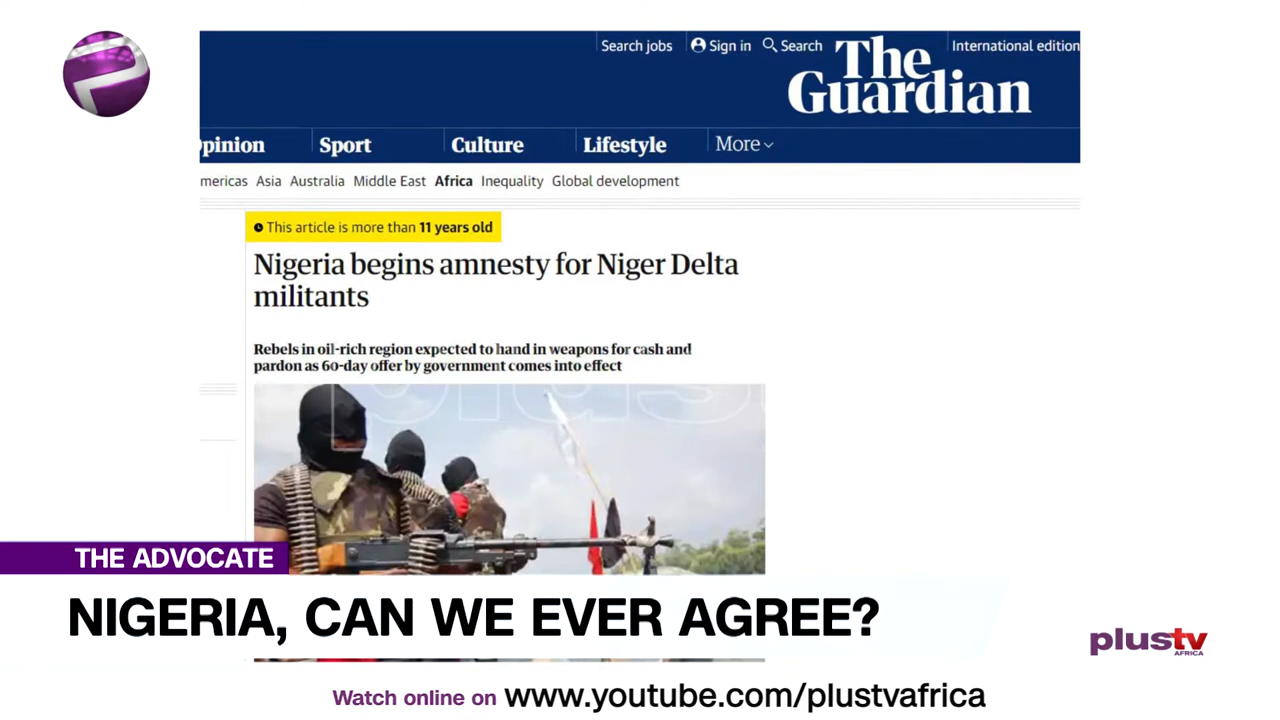 Search jobs Sign in Search International edition
The
Guardian
pinion Sport Culture Lifestyle More
mericas Asia Australia Middle East Africa Inequality Global development
This article is more than 11 years old
Nigeria begins amnesty for Niger Delta
militants
Rebels in oil-rich region expected to hand in weapons for cash and
pardon as 60-day offer by government comes into effect
THE ADVOCATE
NIGERIA, CAN WE EVER AGREE?
plustv
AFRICA
Watch online on www.youtube.com/plustvafrica